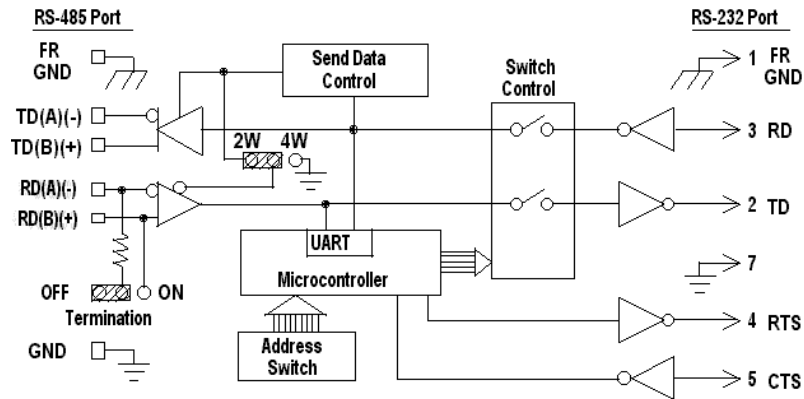 RS-485 Port
RS-232 Port
FR
GND
Send Data
Control
Switch
Control
1 FR
GND
TD(A)(-)
TD(B)(+)
2W 4W
3 RD
RD(A)(-)
RD(B)(+)
2 TD
UART
Microcontroller
7
OFF ON
Termination
4 RTS
GND
Address
Switch
5 CTS